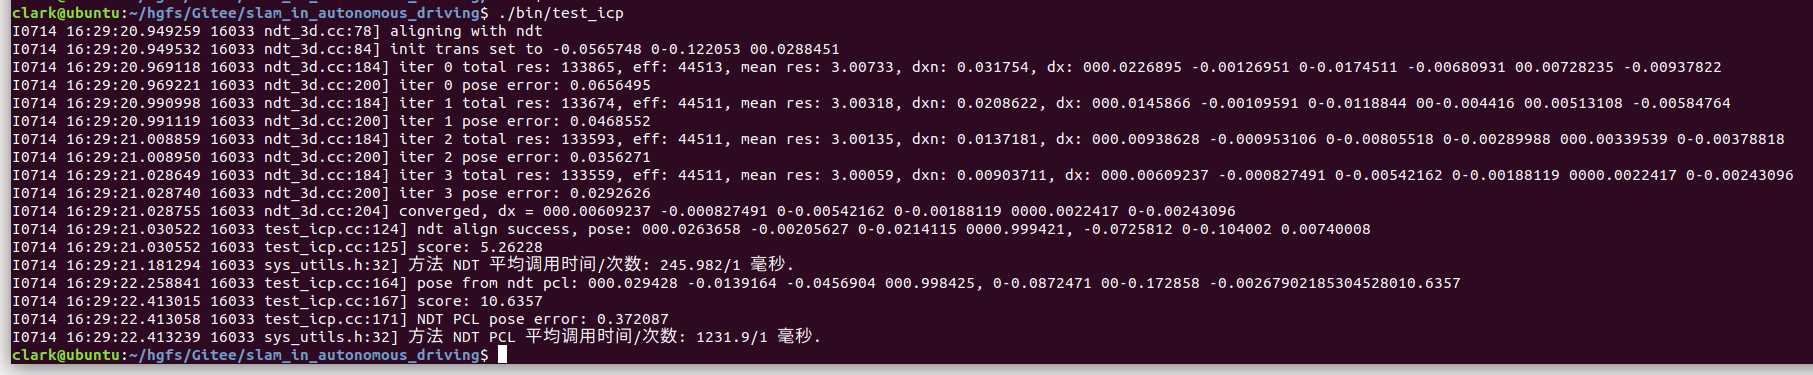 clark@ubuntu:~/hgfs/Gitee/slam_in_autonomous_driving$ ./bin/test_icp
I0714 16:29:20.949259 16033 ndt_3d.cc:78] aligning with ndt
I0714 16:29:20.949532 16033 ndt_3d.cc:84] init trans set to -0.0565748 0-0.122053 00.0288451
I0714 16:29:20.969118 16033 ndt_3d.cc:184] iter 0 total res: 133865, eff: 44513, mean res: 3.00733, dxn: 0.031754, dx: 000.0226895 -0.00126951 0-0.0174511 -0.00680931 00.00728235 -0.00937822
I0714 16:29:20.969221 16033 ndt_3d.cc:200] iter 0 pose error: 0.0656495
I0714 16:29:20.990998 16033 ndt_3d.cc:184] iter 1 total res: 133674, eff: 44511, mean res: 3.00318, dxn: 0.0208622, dx: 000.0145866 -0.00109591 0-0.0118844 00-0.004416 00.00513108 -0.00584764
I0714 16:29:20.991119 16033 ndt_3d.cc:200] iter 1 pose error: 0.0468552
I0714 16:29:21.008859 16033 ndt_3d.cc:184] iter 2 total res: 133593, eff: 44511, mean res: 3.00135, dxn: 0.0137181, dx: 000.00938628 -0.000953106 0-0.00805518 0-0.00289988 000.00339539 0-0.00378818
I0714 16:29:21.008950 16033 ndt_3d.cc:200] iter 2 pose error: 0.0356271
I0714 16:29:21.028649 16033 ndt_3d.cc:184] iter 3 total res: 133559, eff: 44511, mean res: 3.00059, dxn: 0.00903711, dx: 000.00609237 -0.000827491 0-0.00542162 0-0.00188119 0000.0022417 0-0.00243096
I0714 16:29:21.028740 16033 ndt_3d.cc:200] iter 3 pose error: 0.0292626
I0714 16:29:21.028755 16033 ndt_3d.cc:204] converged, dx = 000.00609237 -0.000827491 0-0.00542162 0-0.00188119 0000.0022417 0-0.00243096
I0714 16:29:21.030522 16033 test_icp.cc:124] ndt align success, pose: 000.0263658 -0.00205627 0-0.0214115 0000.999421, -0.0725812 0-0.104002 0.00740008
I0714 16:29:21.030552 16033 test_icp.cc:125] score: 5.26228
I0714 16:29:21.181294 16033 sys_utils.h:32] 方法 NDT 平均调用时间/次数: 245.982/1 毫秒.
I0714 16:29:22.258841 16033 test_icp.cc:164] pose from ndt pcl: 000.029428 -0.0139164 -0.0456904 000.998425, 0-0.0872471 00-0.172858 -0.00267902185304528010.6357
I0714 16:29:22.413015 16033 test_icp.cc:167] score: 10.6357
I0714 16:29:22.413058 16033 test_icp.cc:171] NDT PCL pose error: 0.372087
I0714 16:29:22.413239 16033 sys_utils.h:32] 方法 NDT PCL 平均调用时间/次数: 1231.9/1 毫秒.
clark@ubuntu:~/hgfs/Gitee/slam_in_autonomous_driving$